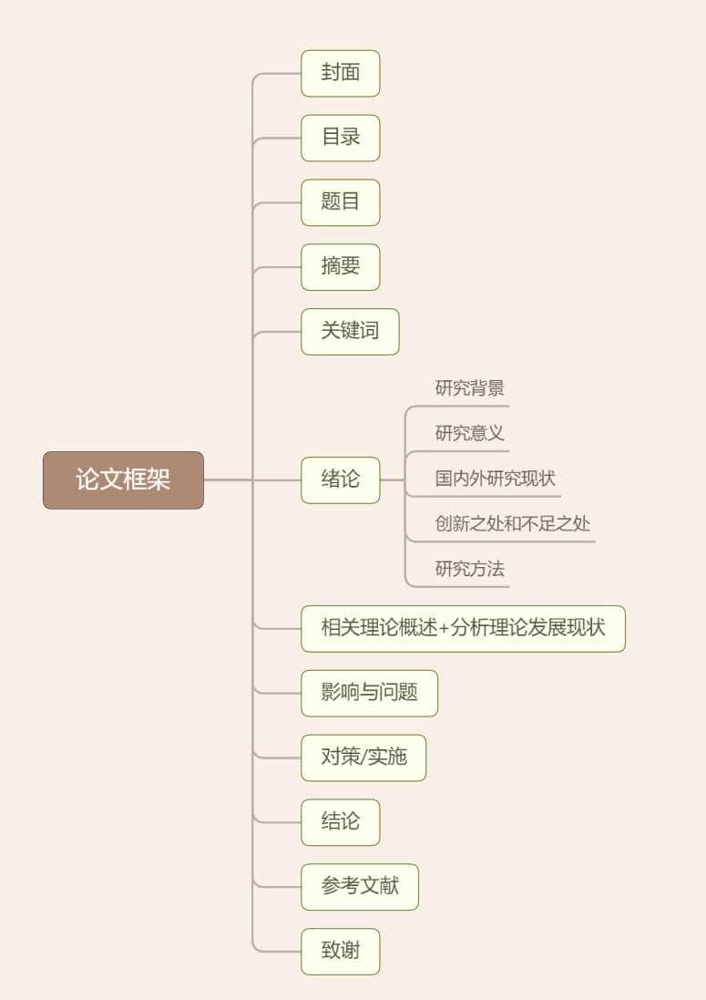 封面
目录
题目
摘要
关键词
论文框架
绪论
研究背景
研究意义
国内外研究现状
创新之处和不足之处
研究方法
相关理论概述+分析理论发展现状
影响与问题
对策/实施
结论
参考文献
致谢